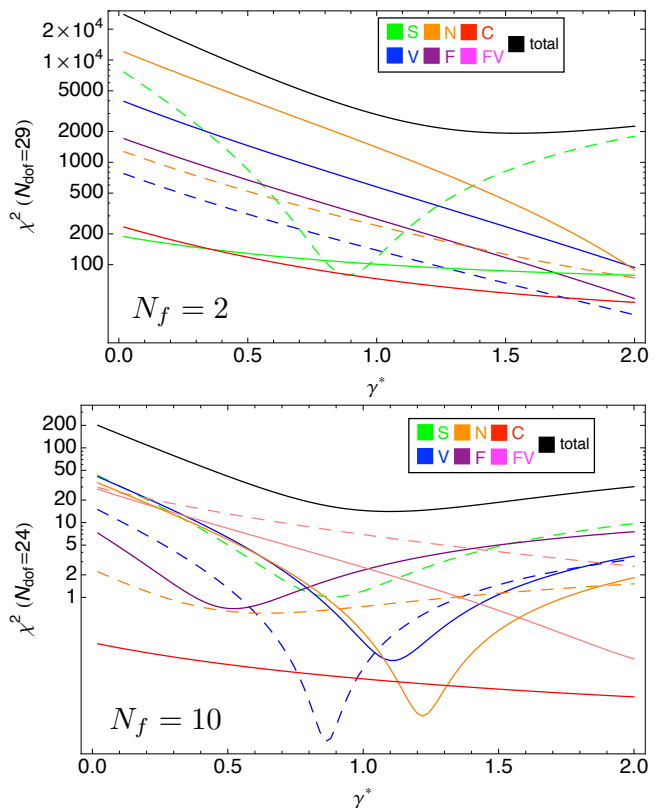 S N C total
V F FV
2×10⁴
1×10⁴
5000
2000
1000
500
200
100
χ² (N_dof=29)
N_f = 2
0.0 0.5 1.0 1.5 2.0
γ*
S N C total
V F FV
200
100
50
20
10
5
2
1
χ² (N_dof=24)
N_f = 10
0.0 0.5 1.0 1.5 2.0
γ*